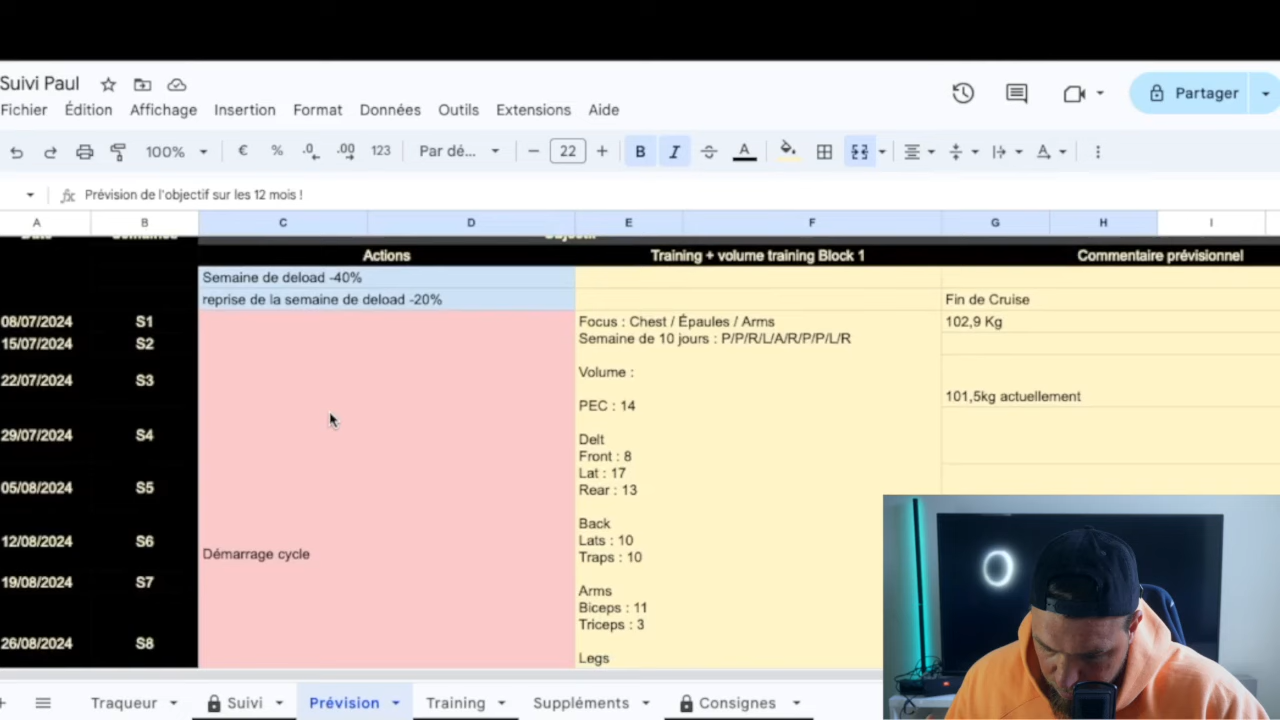 Suivi Paul
Fichier Édition Affichage Insertion Format Données Outils Extensions Aide
Partager
100% € % .0 .00 123 Par dé... 22 B I A
fx Prévision de l'objectif sur les 12 mois !
A B C D E F G H I
Date Semaines Objectif
Actions Training + volume training Block 1 Commentaire prévisionnel
Semaine de deload -40%
reprise de la semaine de deload -20% Fin de Cruise
08/07/2024 S1 Focus : Chest / Épaules / Arms 102,9 Kg
15/07/2024 S2 Semaine de 10 jours : P/P/R/L/A/R/P/P/L/R
22/07/2024 S3 Volume :
PEC : 14 101,5kg actuellement
29/07/2024 S4 Delt
Front : 8
Lat : 17
05/08/2024 S5 Rear : 13
Back
12/08/2024 S6 Lats : 10
Démarrage cycle Traps : 10
19/08/2024 S7 Arms
Biceps : 11
Triceps : 3
26/08/2024 S8 Legs
Traqueur Suivi Prévision Training Suppléments Consignes